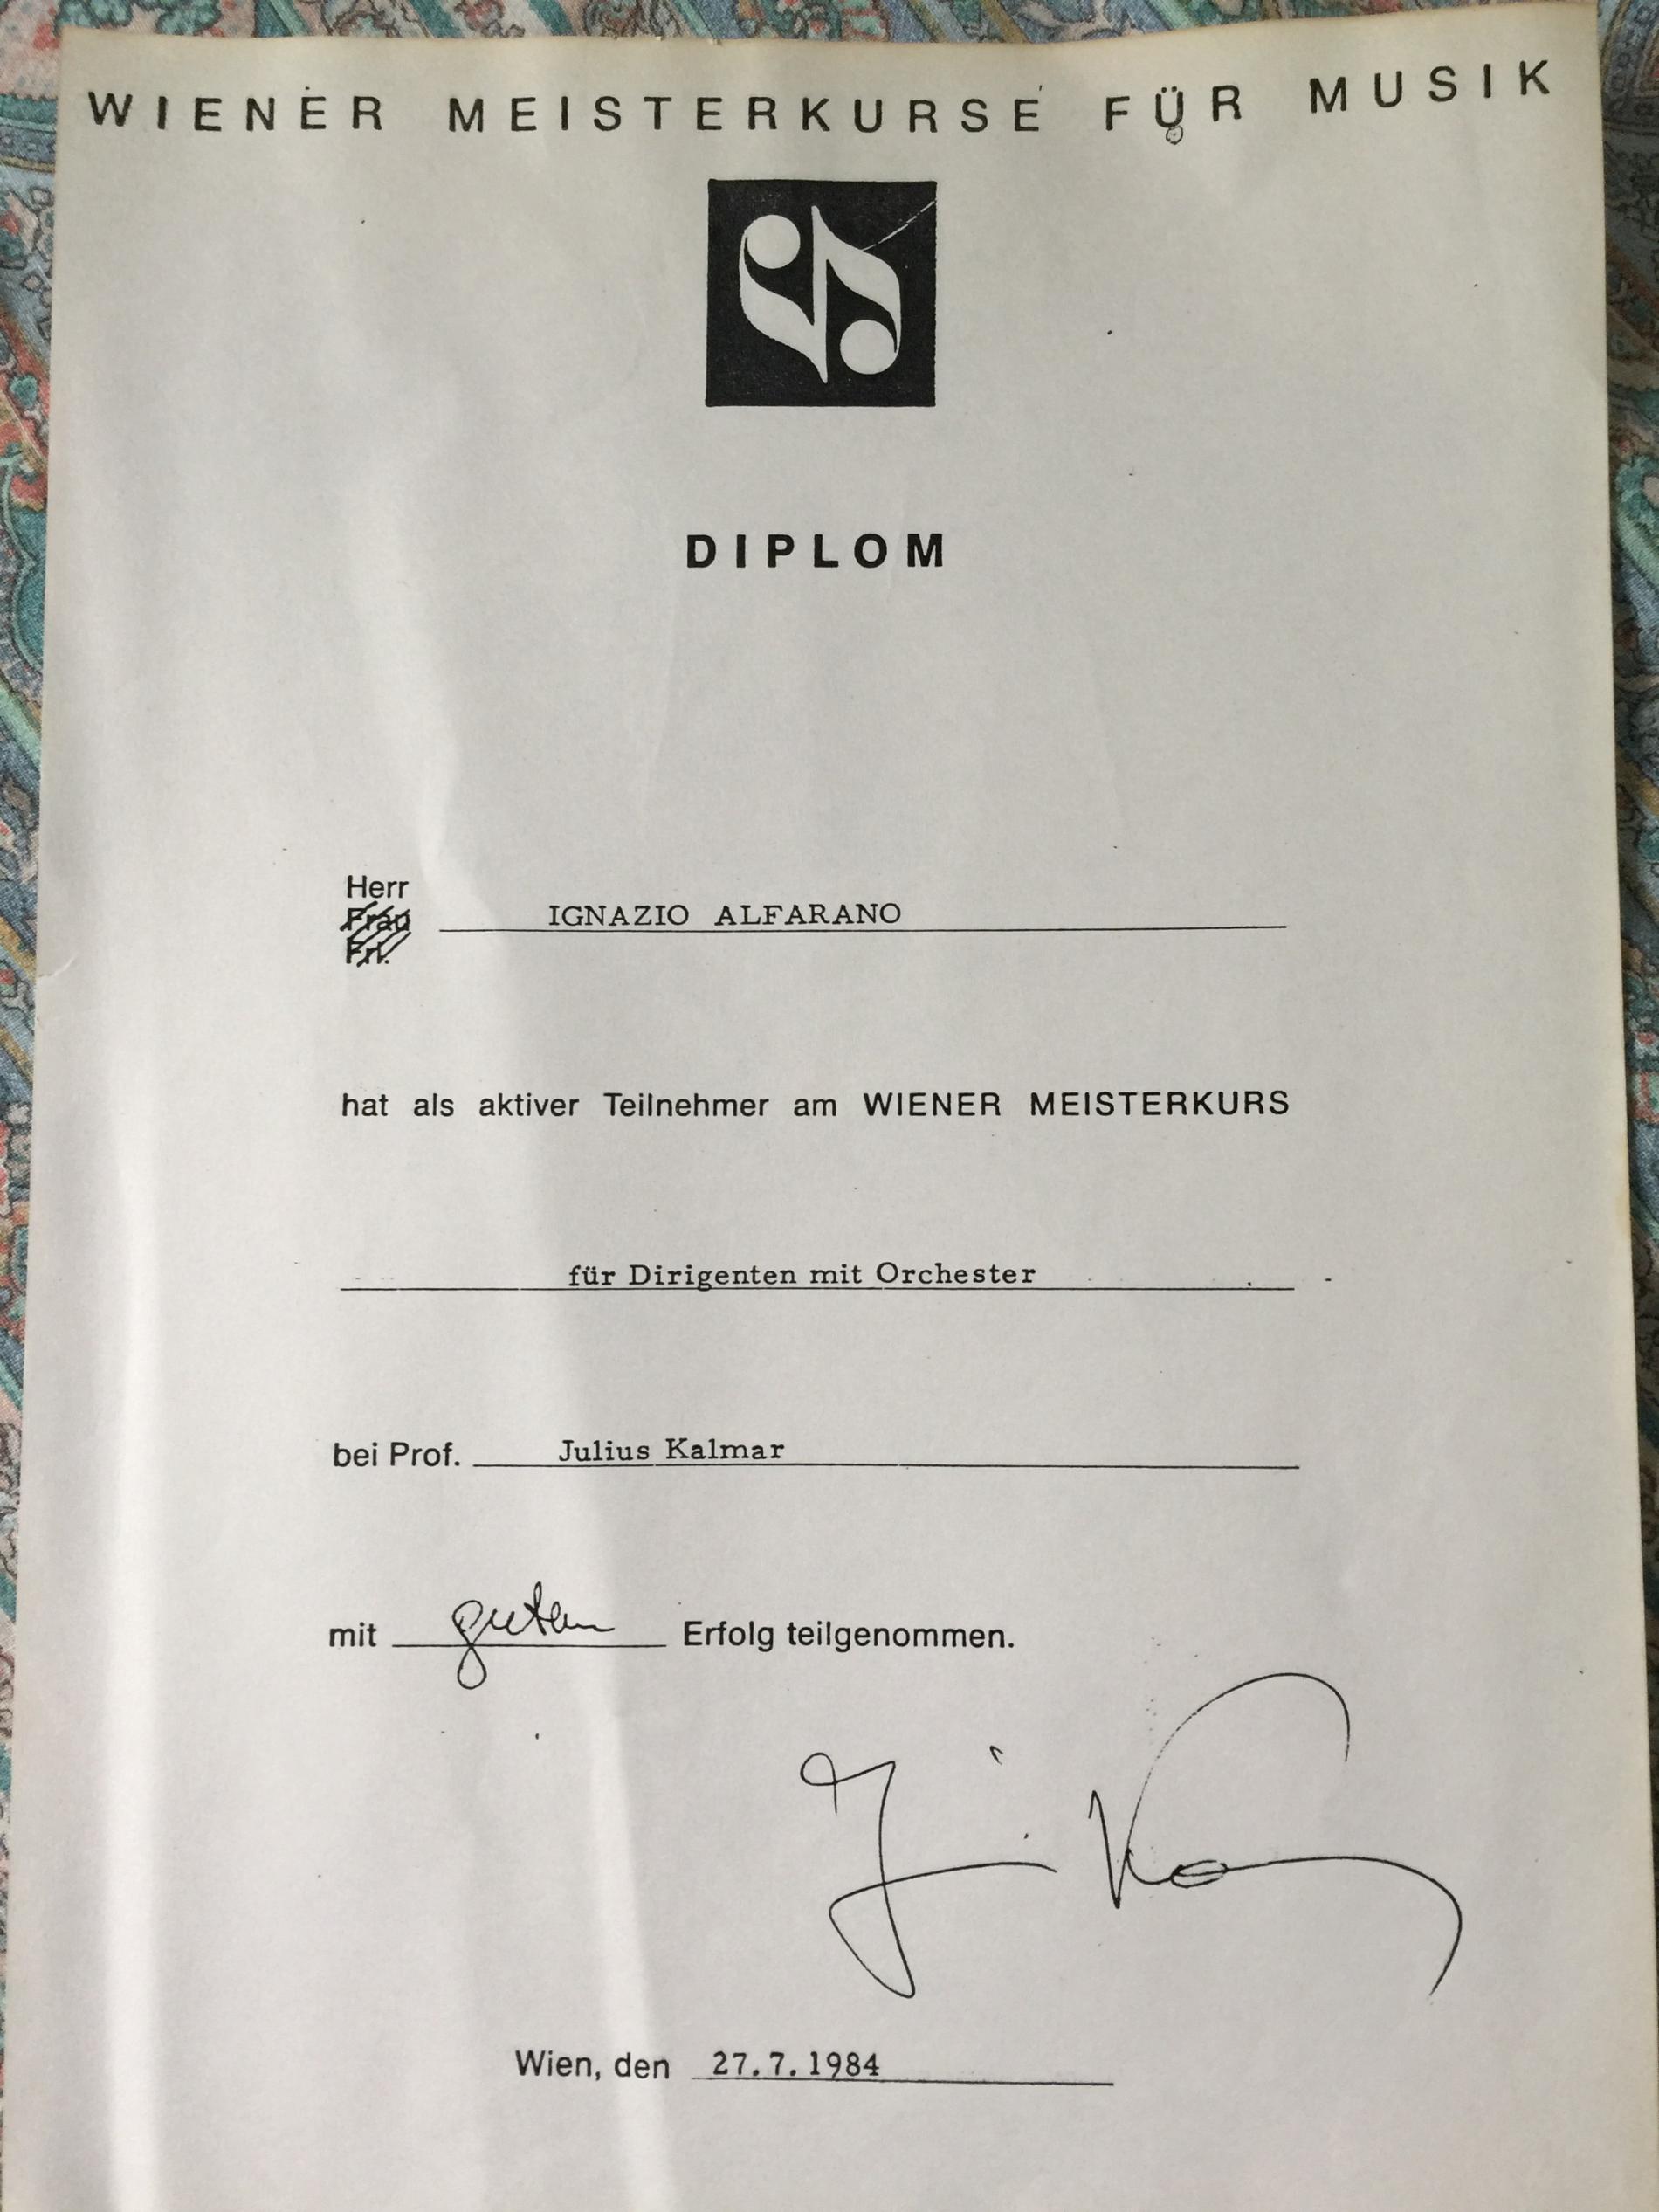 WIENER MEISTERKURSE FÜR MUSIK
DIPLOM
Herr
Frau
Frl.
IGNAZIO ALFARANO
hat als aktiver Teilnehmer am WIENER MEISTERKURS
für Dirigenten mit Orchester
bei Prof. Julius Kalmar
mit gutem Erfolg teilgenommen.
Wien, den 27.7.1984